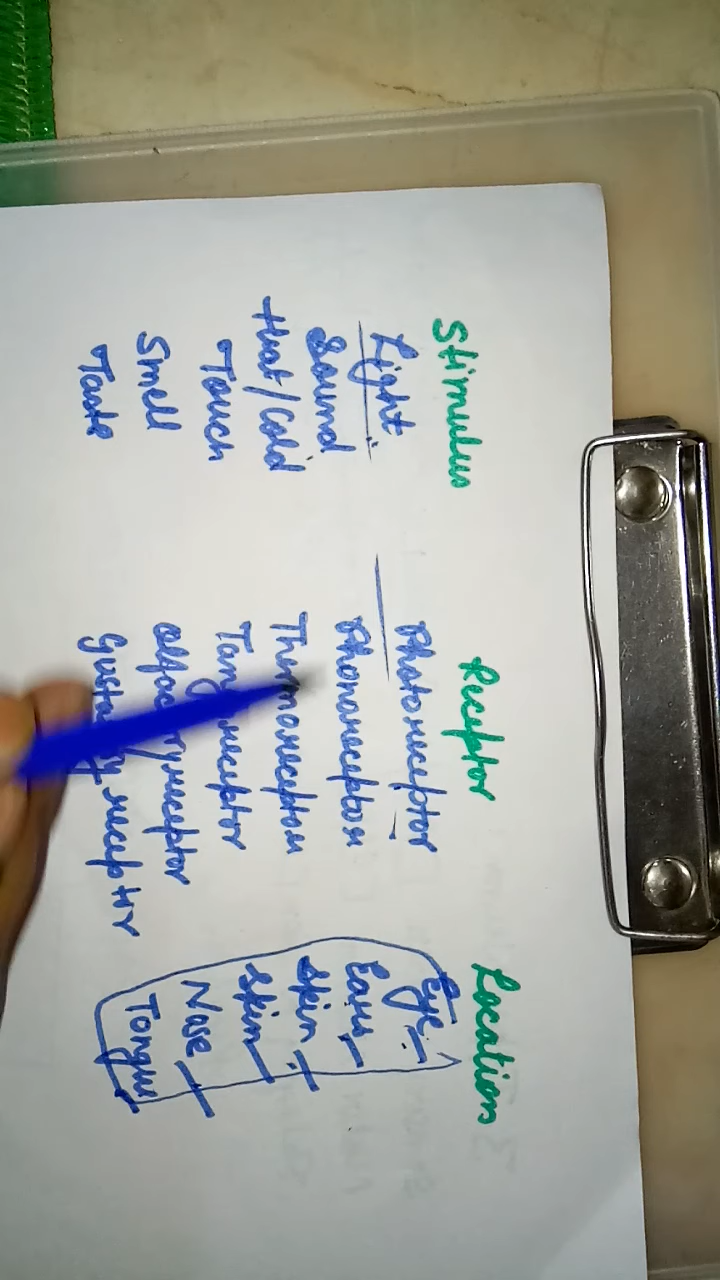 Stimulus Receptor Location
Light Photoreceptor Eye
Sound Phonoreceptor Ears
Heat/Cold Thermoreceptor Skin
Touch Skin
Smell Nose
Taste Tongue